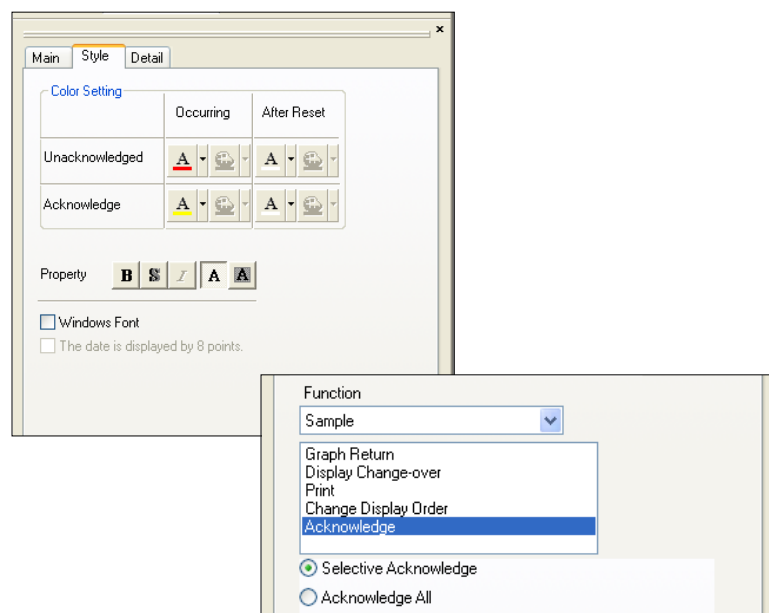 Main Style Detail
Color Setting
Occurring After Reset
Unacknowledged A A
Acknowledge A A
Property B S I A A
Windows Font
The date is displayed by 8 points.
Function
Sample
Graph Return
Display Change-over
Print
Change Display Order
Acknowledge
Selective Acknowledge
Acknowledge All